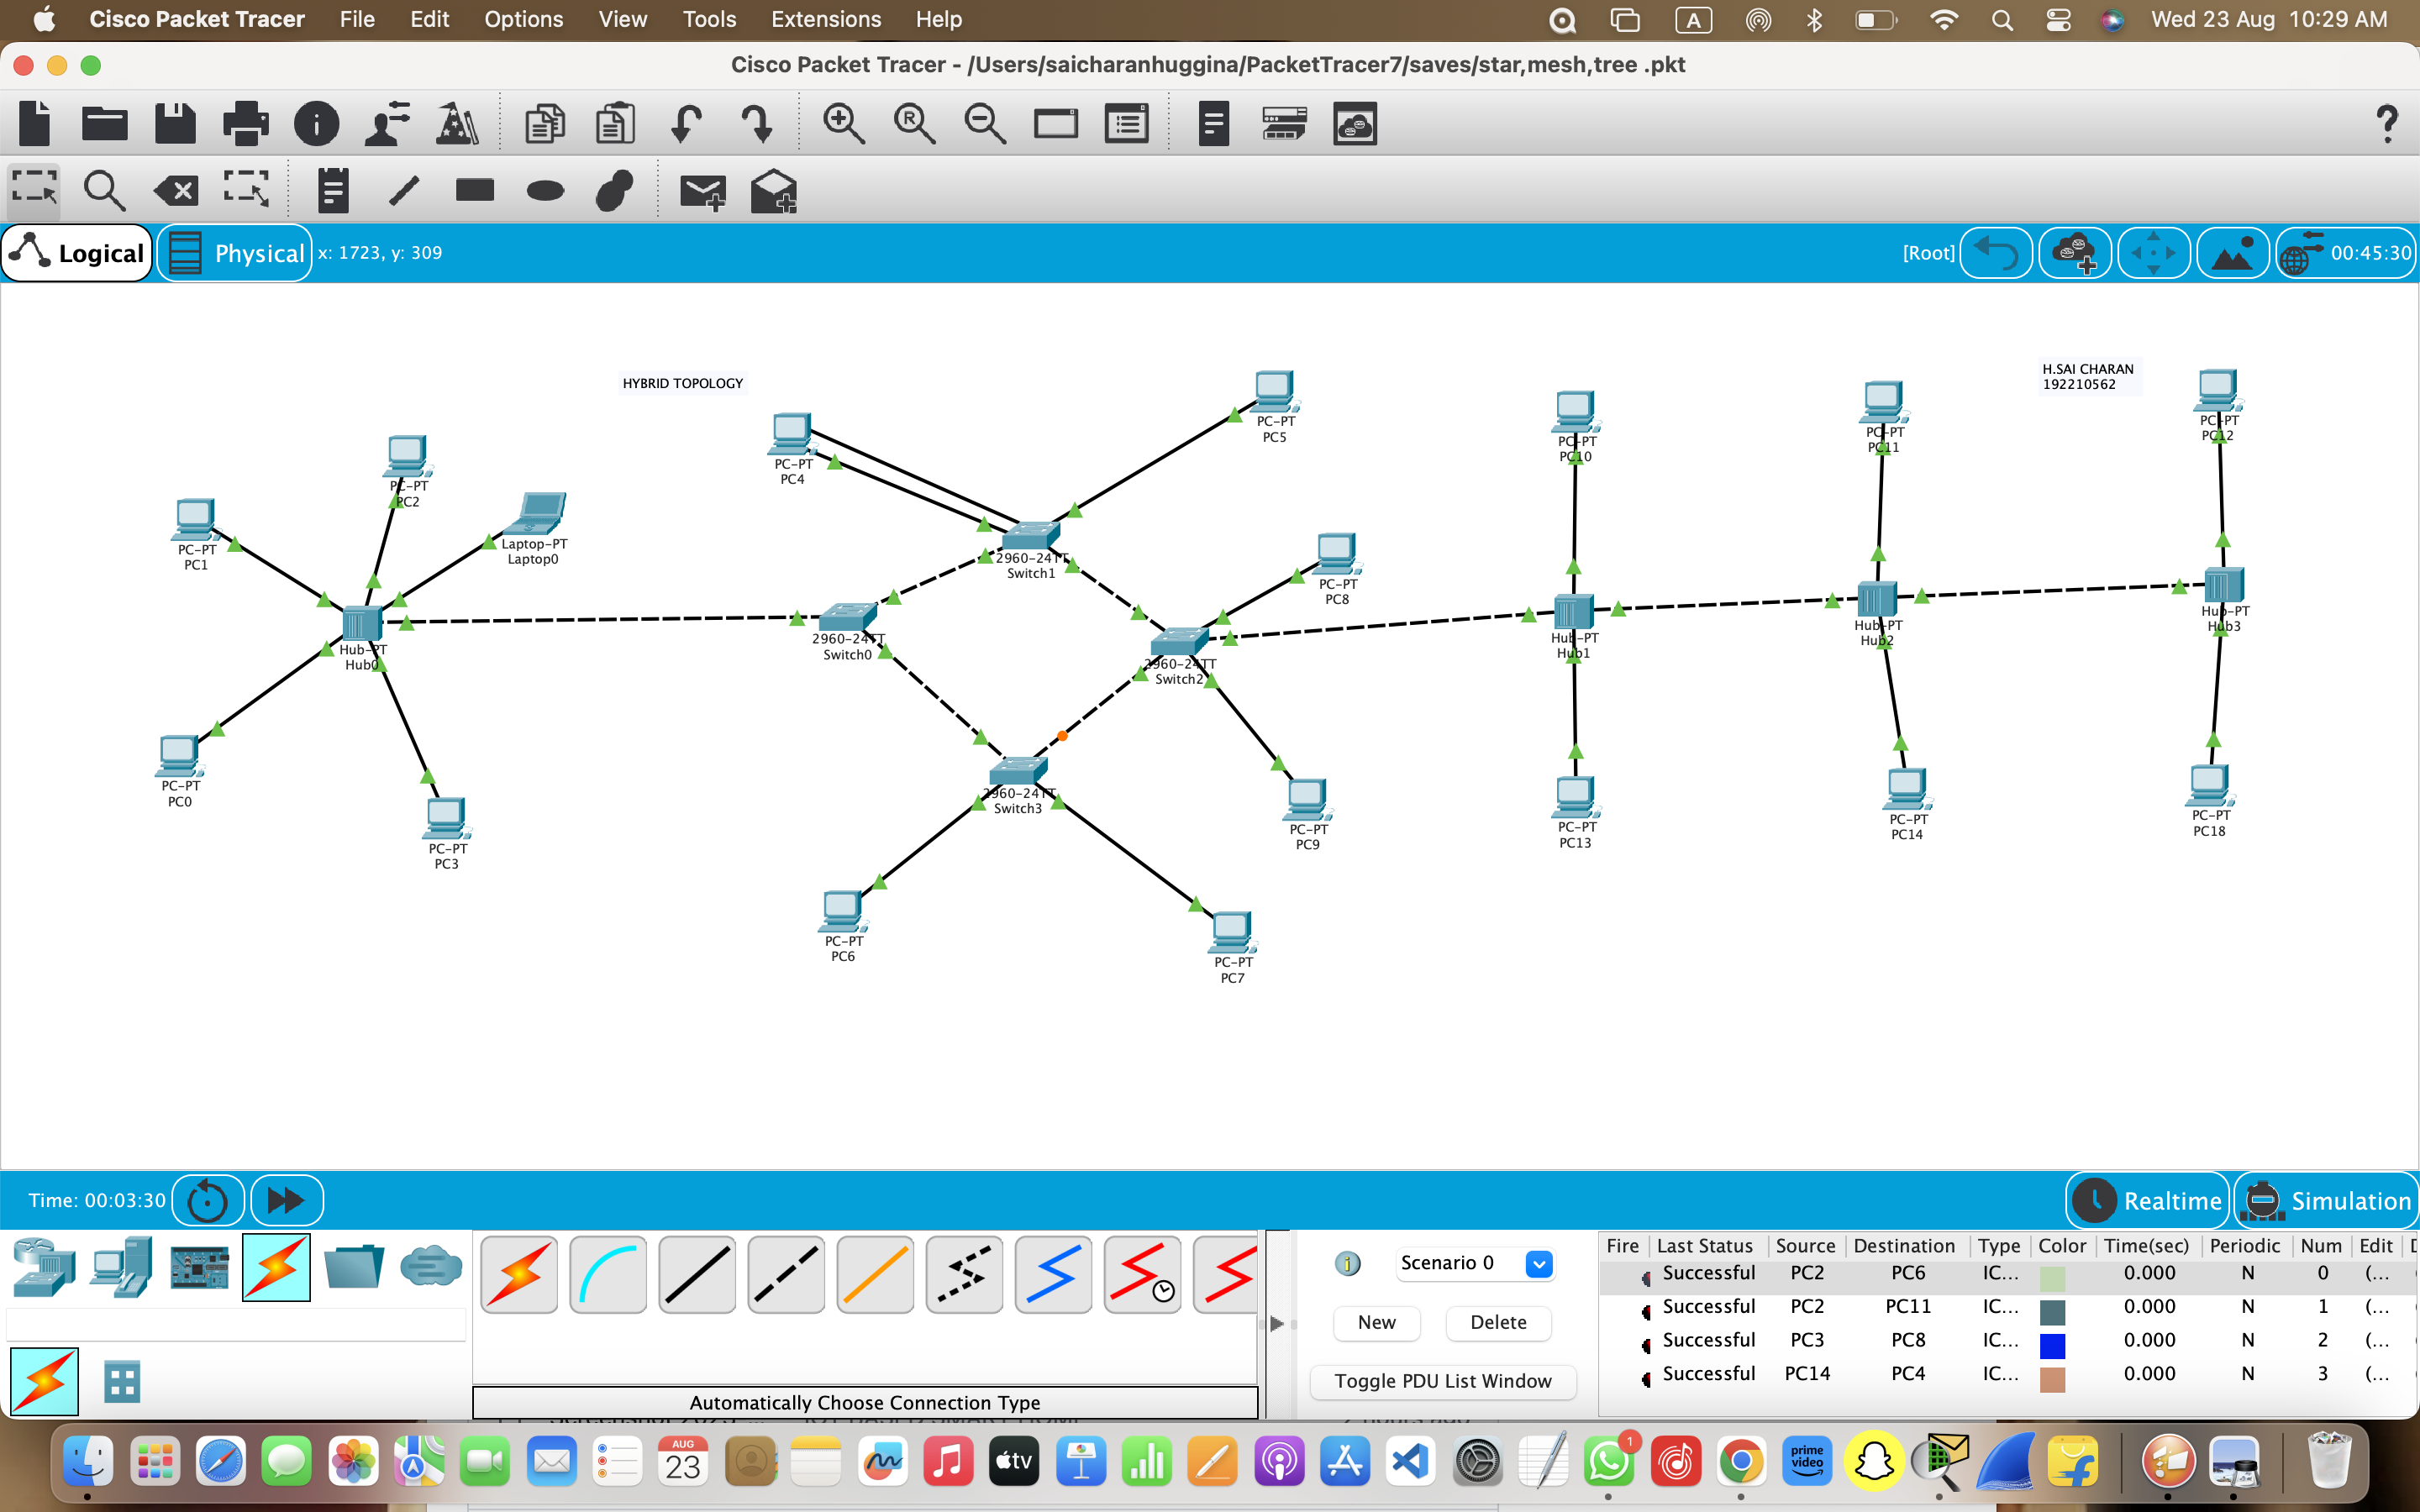 Cisco Packet Tracer File Edit Options View Tools Extensions Help
A
Wed 23 Aug 10:29 AM
Cisco Packet Tracer - /Users/saicharanhuggina/PacketTracer7/saves/star,mesh,tree .pkt
Logical
Physical
x: 1723, y: 309
[Root]
00:45:30
HYBRID TOPOLOGY
H.SAI CHARAN
192210562
PC-PT
PC2
PC-PT
PC1
Laptop-PT
Laptop0
Hub-PT
Hub0
PC-PT
PC0
PC-PT
PC3
PC-PT
PC4
PC-PT
PC5
2960-24TT
Switch1
PC-PT
PC8
2960-24TT
Switch0
2960-24TT
Switch2
2960-24TT
Switch3
PC-PT
PC9
PC-PT
PC6
PC-PT
PC7
PC-PT
PC10
PC-PT
PC11
PC-PT
PC12
Hub-PT
Hub1
Hub-PT
Hub2
Hub-PT
Hub3
PC-PT
PC13
PC-PT
PC14
PC-PT
PC18
Time: 00:03:30
Realtime
Simulation
Automatically Choose Connection Type
Scenario 0
New
Delete
Toggle PDU List Window
Fire Last Status Source Destination Type Color Time(sec) Periodic Num Edit
Successful PC2 PC6 IC... 0.000 N 0 (...
Successful PC2 PC11 IC... 0.000 N 1 (...
Successful PC3 PC8 IC... 0.000 N 2 (...
Successful PC14 PC4 IC... 0.000 N 3 (...
AUG
23
tv
1
prime
video